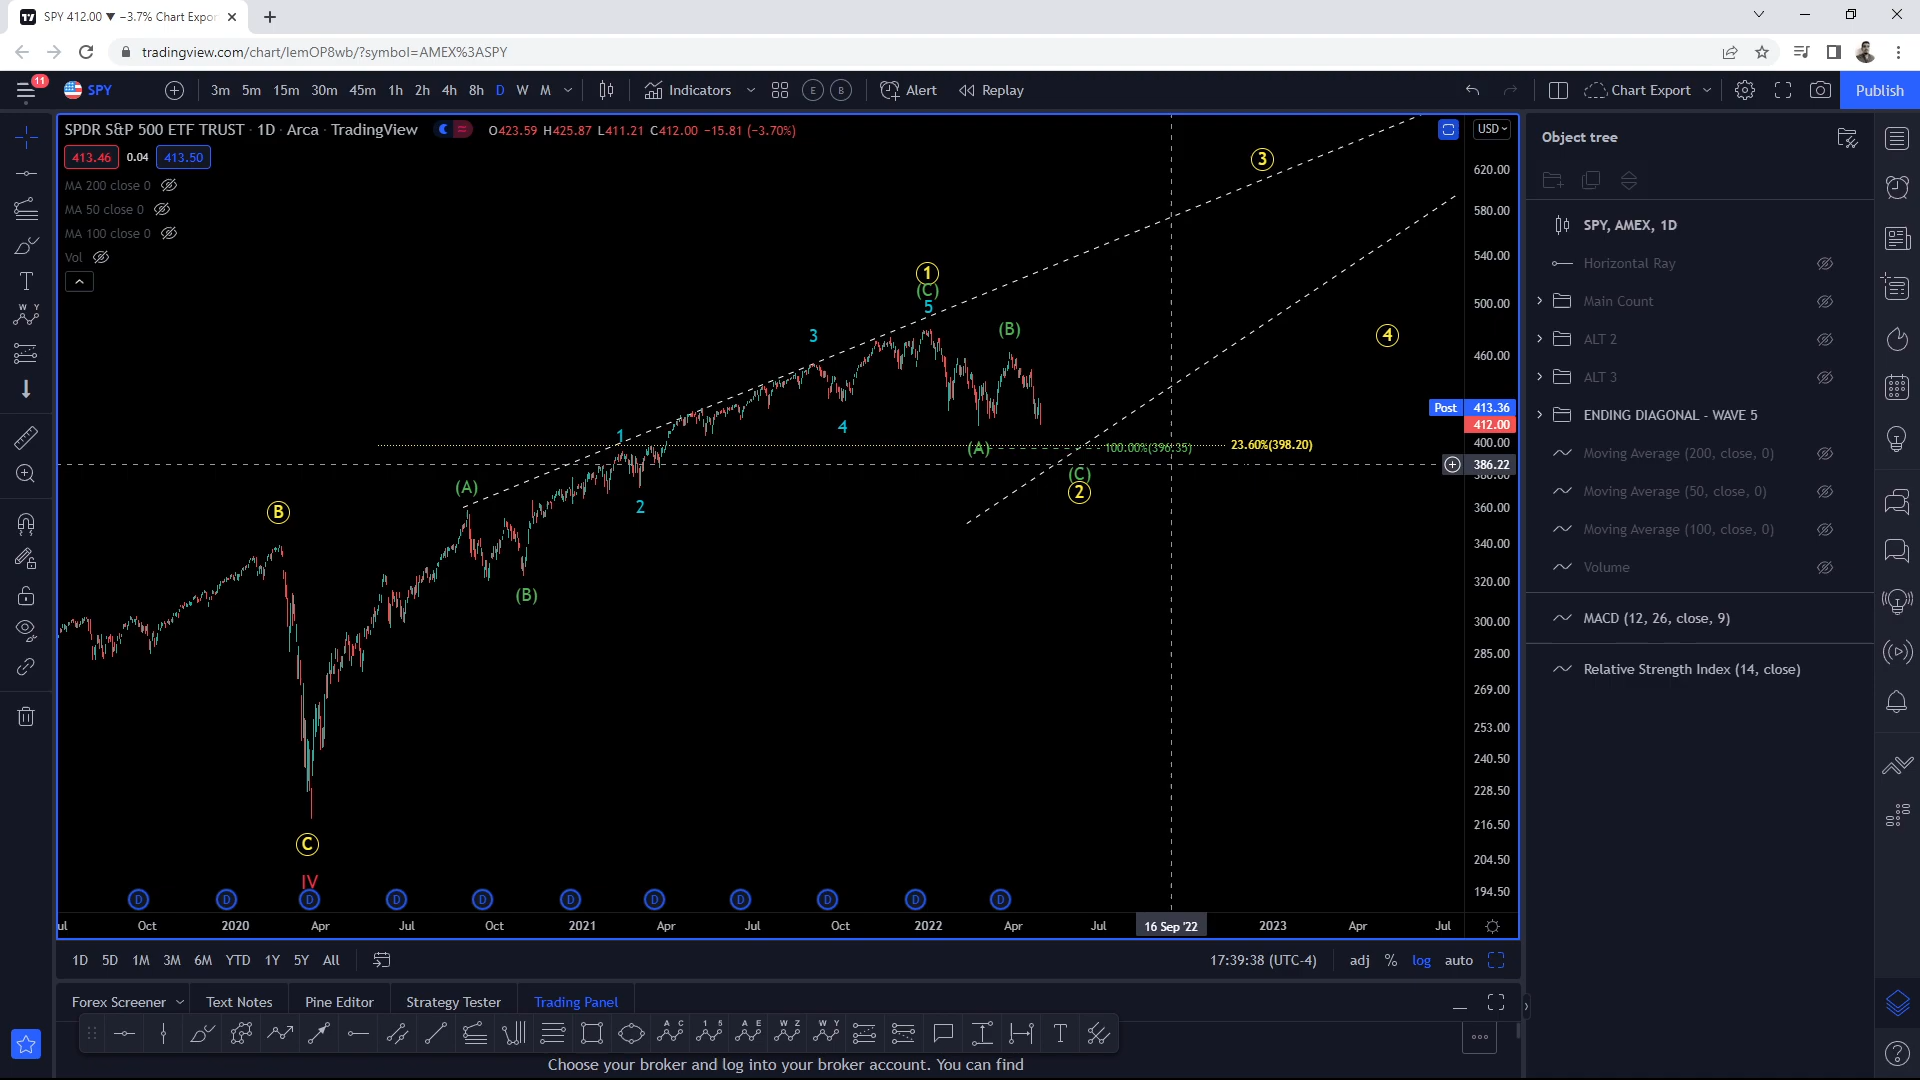 SPY 412.00 ▼ −3.7% Chart Expor
tradingview.com/chart/lemOP8wb/?symbol=AMEX%3ASPY
11
SPY
3m 5m 15m 30m 45m 1h 2h 4h 8h D W M
Indicators
E B
Alert
Replay
Chart Export
Publish
SPDR S&P 500 ETF TRUST · 1D · Arca · TradingView
O423.59 H425.87 L411.21 C412.00 −15.81 (−3.70%)
USD
413.46 0.04 413.50
MA 200 close 0
MA 50 close 0
MA 100 close 0
Vol
3
1
(C)
5
(B)
3
4
4
(A)
100.00%(396.35)
23.60%(398.20)
1
(C)
2
(A)
2
B
(B)
C
IV
D D D D D D D D D D D
620.00
580.00
540.00
500.00
460.00
Post 413.36
412.00
400.00
386.22
380.00
360.00
340.00
320.00
300.00
285.00
269.00
253.00
240.50
228.50
216.50
204.50
194.50
ul Oct 2020 Apr Jul Oct 2021 Apr Jul Oct 2022 Apr Jul 16 Sep '22 2023 Apr Jul
1D 5D 1M 3M 6M YTD 1Y 5Y All
17:39:38 (UTC-4) adj % log auto
Forex Screener Text Notes Pine Editor Strategy Tester Trading Panel
A C 1 5 A E W Z W Y
T
Choose your broker and log into your broker account. You can find
Object tree
SPY, AMEX, 1D
Horizontal Ray
Main Count
ALT 2
ALT 3
ENDING DIAGONAL - WAVE 5
Moving Average (200, close, 0)
Moving Average (50, close, 0)
Moving Average (100, close, 0)
Volume
MACD (12, 26, close, 9)
Relative Strength Index (14, close)